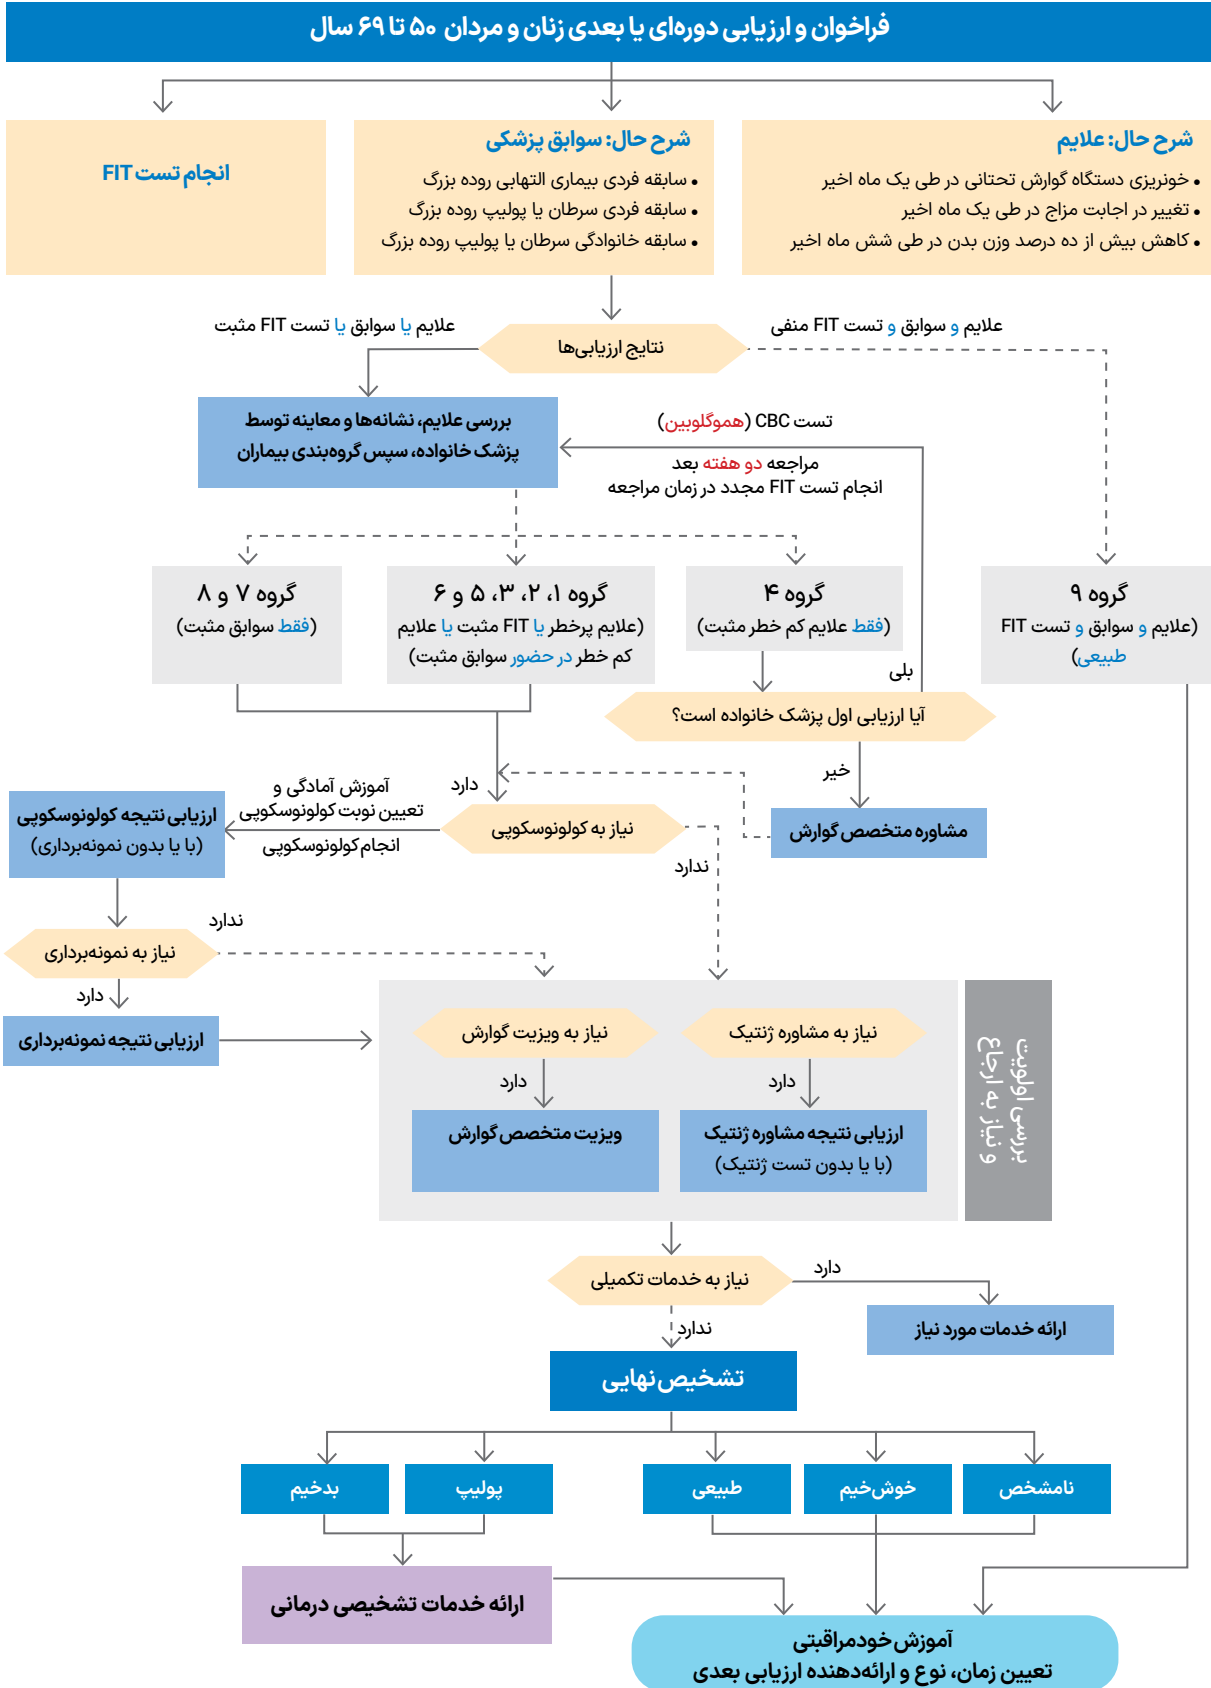 فراخوان و ارزیابی دوره‌ای یا بعدی زنان و مردان ۵۰ تا ۶۹ سال
شرح حال: علایم
• خونریزی دستگاه گوارش تحتانی در طی یک ماه اخیر
• تغییر در اجابت مزاج در طی یک ماه اخیر
• کاهش بیش از ده درصد وزن بدن در طی شش ماه اخیر
شرح حال: سوابق پزشکی
• سابقه فردی بیماری التهابی روده بزرگ
• سابقه فردی سرطان یا پولیپ روده بزرگ
• سابقه خانوادگی سرطان یا پولیپ روده بزرگ
انجام تست FIT
علایم و سوابق و تست FIT منفی
نتایج ارزیابی‌ها
علایم یا سوابق یا تست FIT مثبت
بررسی علایم، نشانه‌ها و معاینه توسط
پزشک خانواده، سپس گروه‌بندی بیماران
تست CBC (هموگلوبین)
مراجعه دو هفته بعد
انجام تست FIT مجدد در زمان مراجعه
گروه ۹
(علایم و سوابق و تست FIT
طبیعی)
گروه ۴
(فقط علایم کم خطر مثبت)
گروه ۱، ۲، ۳، ۵ و ۶
(علایم پرخطر یا FIT مثبت یا علایم
کم خطر در حضور سوابق مثبت)
گروه ۷ و ۸
(فقط سوابق مثبت)
بلی
آیا ارزیابی اول پزشک خانواده است؟
خیر
مشاوره متخصص گوارش
دارد
نیاز به کولونوسکوپی
ندارد
آموزش آمادگی و
تعیین نوبت کولونوسکوپی
انجام کولونوسکوپی
ارزیابی نتیجه کولونوسکوپی
(با یا بدون نمونه‌برداری)
ندارد
نیاز به نمونه‌برداری
دارد
ارزیابی نتیجه نمونه‌برداری
بررسی اولویت
و نیاز به ارجاع
نیاز به مشاوره ژنتیک
دارد
ارزیابی نتیجه مشاوره ژنتیک
(با یا بدون تست ژنتیک)
نیاز به ویزیت گوارش
دارد
ویزیت متخصص گوارش
نیاز به خدمات تکمیلی
دارد
ارائه خدمات مورد نیاز
ندارد
تشخیص نهایی
نامشخص
خوش‌خیم
طبیعی
پولیپ
بدخیم
ارائه خدمات تشخیصی درمانی
آموزش خودمراقبتی
تعیین زمان، نوع و ارائه‌دهنده ارزیابی بعدی